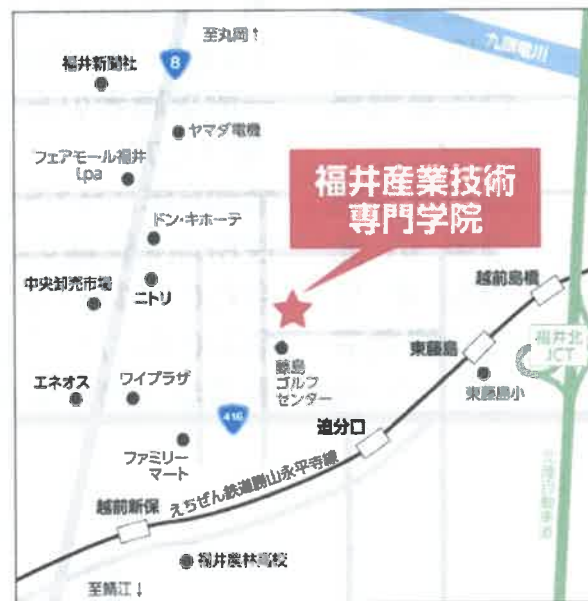 至丸岡↑
九頭竜川
福井新聞社
8
ヤマダ電機
フェアモール福井
Lpa
福井産業技術
専門学院
ドン・キホーテ
越前島橋
中央卸売市場
ニトリ
福井北
JCT
東藤島
藤島
ゴルフ
センター
エネオス
ワイプラザ
東藤島小
416
追分口
ファミリー
マート
えちぜん鉄道勝山永平寺線
越前新保
北陸自動車道
福井農林高校
至鯖江↓